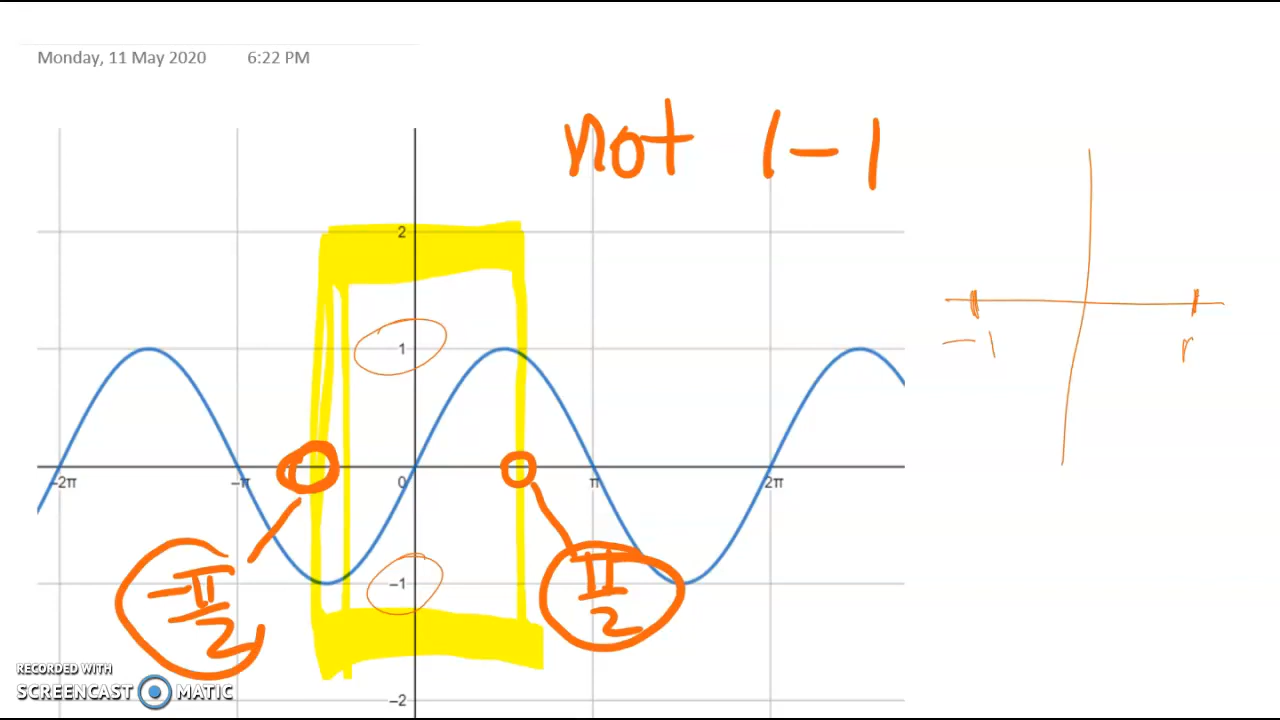 Monday, 11 May 2020 6:22 PM
not 1-1
2
1
-1
-2π -π 0 π 2π
-π/2
π/2
-1
-2
RECORDED WITH
SCREENCAST MATIC